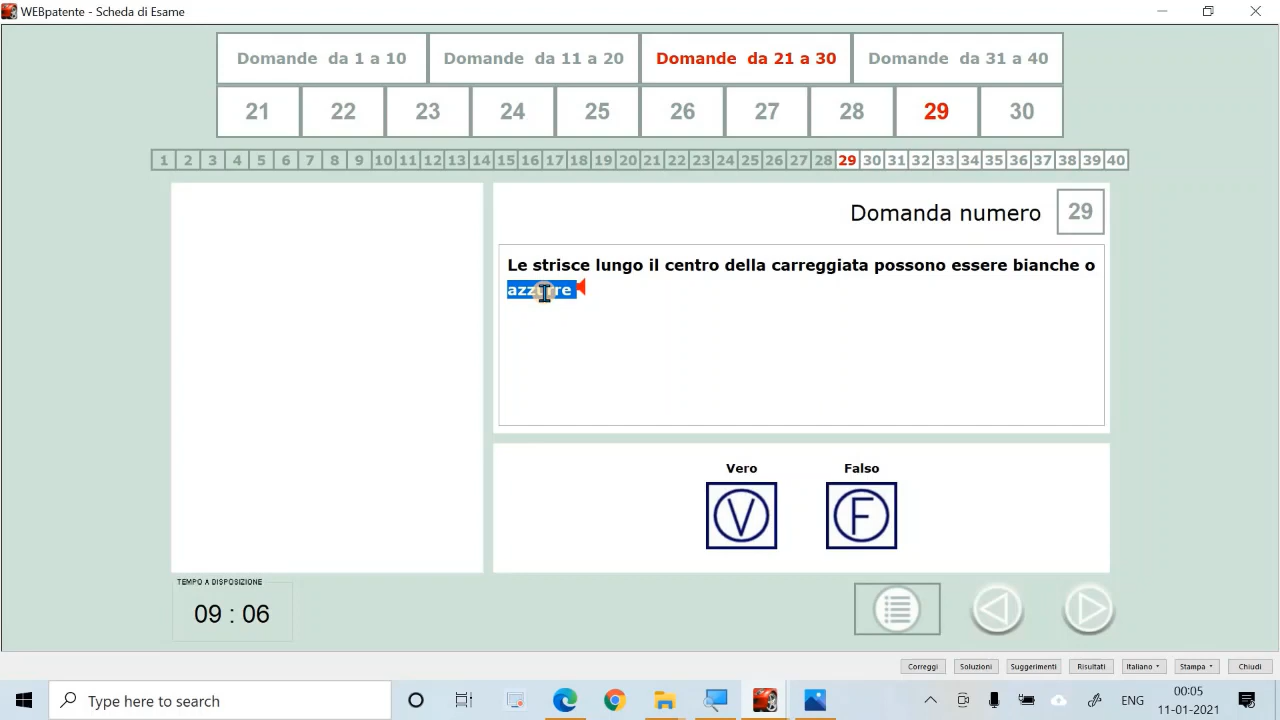 WEBpatente - Scheda di Esame
Domande da 1 a 10
Domande da 11 a 20
Domande da 21 a 30
Domande da 31 a 40
21 22 23 24 25 26 27 28 29 30
1 2 3 4 5 6 7 8 9 10 11 12 13 14 15 16 17 18 19 20 21 22 23 24 25 26 27 28 29 30 31 32 33 34 35 36 37 38 39 40
Domanda numero 29
Le strisce lungo il centro della carreggiata possono essere bianche o
azzurre
Vero Falso
V F
TEMPO A DISPOSIZIONE
09 : 06
Correggi Soluzioni Suggerimenti Risultati Italiano Stampa Chiudi
Type here to search
ENG
00:05
11-01-2021